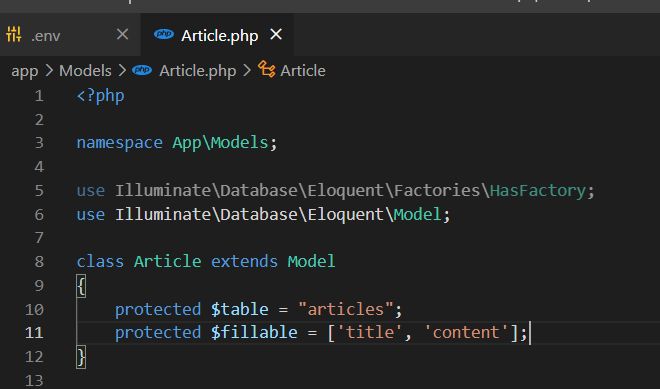 .env
Article.php
app > Models > Article.php > Article
1 <?php
2
3 namespace App\Models;
4
5 use Illuminate\Database\Eloquent\Factories\HasFactory;
6 use Illuminate\Database\Eloquent\Model;
7
8 class Article extends Model
9 {
10 protected $table = "articles";
11 protected $fillable = ['title', 'content'];
12 }
13